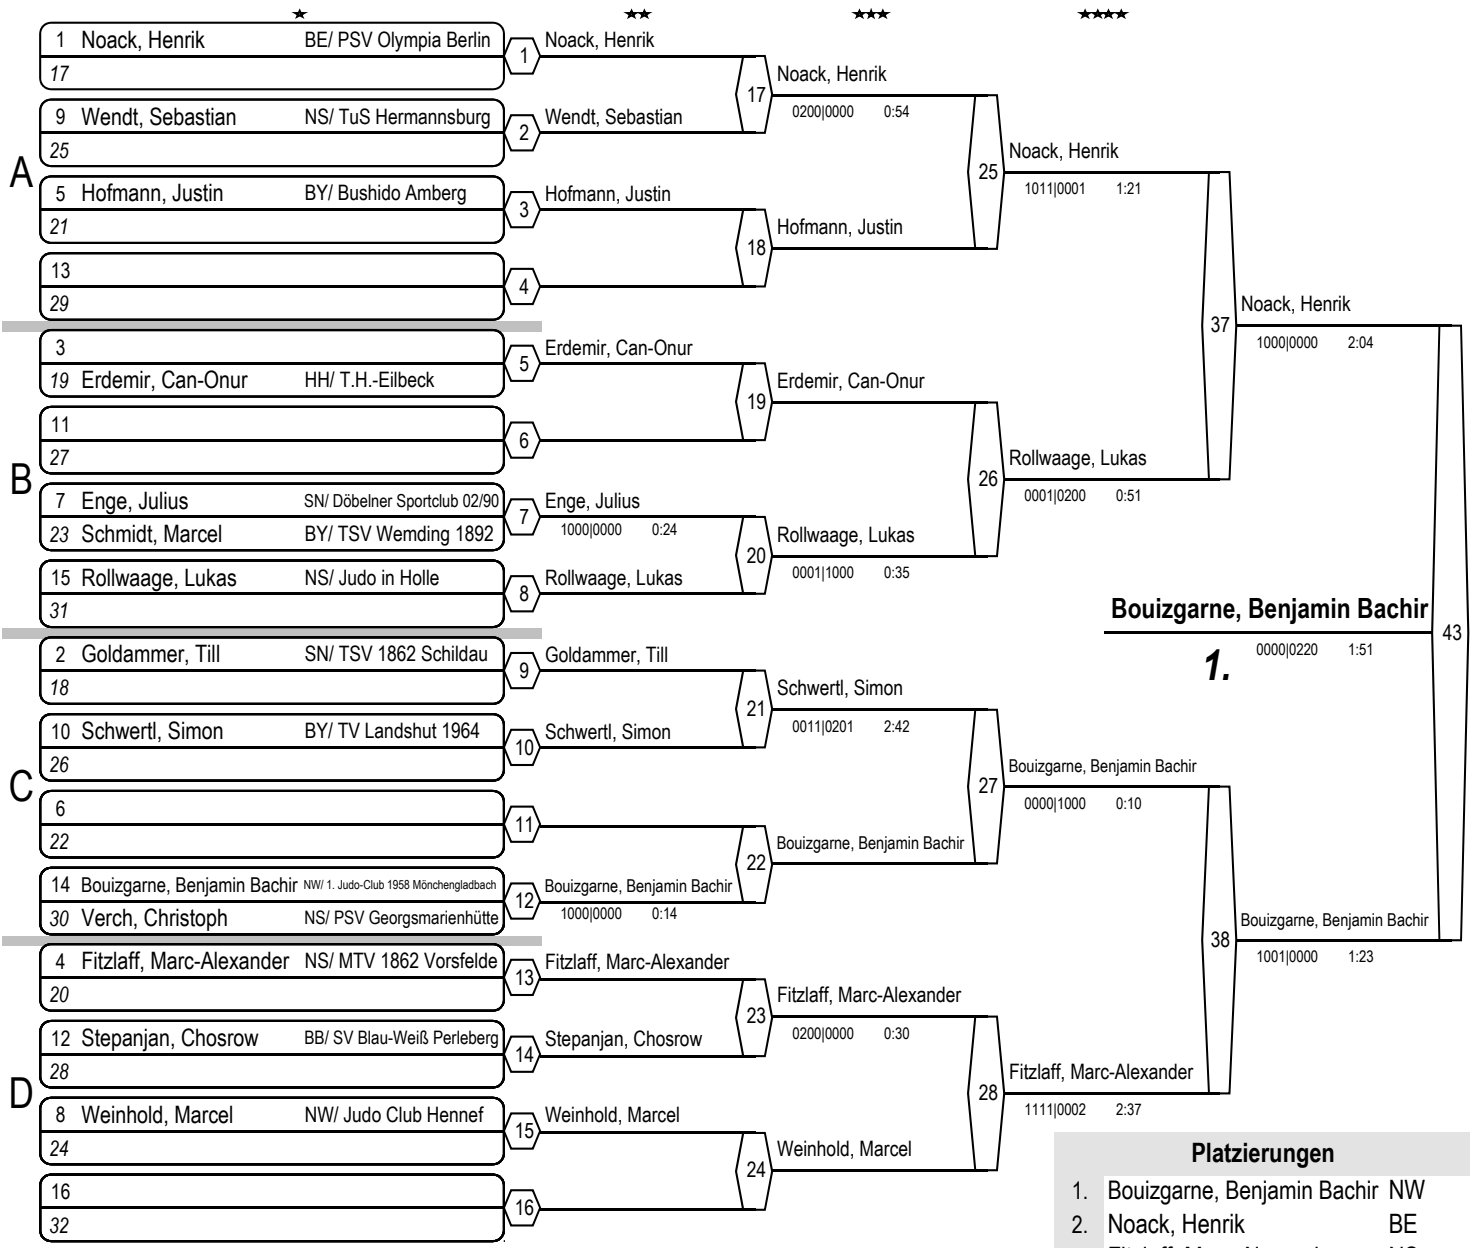 ★ ★★ ★★★ ★★★★
1 Noack, Henrik BE/ PSV Olympia Berlin
17
1
Noack, Henrik
9 Wendt, Sebastian NS/ TuS Hermannsburg
25
2
Wendt, Sebastian
A
5 Hofmann, Justin BY/ Bushido Amberg
21
3
Hofmann, Justin
13
29
4
3
19 Erdemir, Can-Onur HH/ T.H.-Eilbeck
5
Erdemir, Can-Onur
11
27
6
B
7 Enge, Julius SN/ Döbelner Sportclub 02/90
23 Schmidt, Marcel BY/ TSV Wemding 1892
7
Enge, Julius
1000|0000 0:24
15 Rollwaage, Lukas NS/ Judo in Holle
31
8
Rollwaage, Lukas
2 Goldammer, Till SN/ TSV 1862 Schildau
18
9
Goldammer, Till
10 Schwertl, Simon BY/ TV Landshut 1964
26
10
Schwertl, Simon
C
6
22
11
14 Bouizgarne, Benjamin Bachir NW/ 1. Judo-Club 1958 Mönchengladbach
30 Verch, Christoph NS/ PSV Georgsmarienhütte
12
Bouizgarne, Benjamin Bachir
1000|0000 0:14
4 Fitzlaff, Marc-Alexander NS/ MTV 1862 Vorsfelde
20
13
Fitzlaff, Marc-Alexander
12 Stepanjan, Chosrow BB/ SV Blau-Weiß Perleberg
28
14
Stepanjan, Chosrow
D
8 Weinhold, Marcel NW/ Judo Club Hennef
24
15
Weinhold, Marcel
16
32
16
17
Noack, Henrik
0200|0000 0:54
18
Hofmann, Justin
19
Erdemir, Can-Onur
20
Rollwaage, Lukas
0001|1000 0:35
21
Schwertl, Simon
0011|0201 2:42
22
Bouizgarne, Benjamin Bachir
23
Fitzlaff, Marc-Alexander
0200|0000 0:30
24
Weinhold, Marcel
25
Noack, Henrik
1011|0001 1:21
26
Rollwaage, Lukas
0001|0200 0:51
27
Bouizgarne, Benjamin Bachir
0000|1000 0:10
28
Fitzlaff, Marc-Alexander
1111|0002 2:37
37
Noack, Henrik
1000|0000 2:04
38
Bouizgarne, Benjamin Bachir
1001|0000 1:23
43
Bouizgarne, Benjamin Bachir
1. 0000|0220 1:51
Platzierungen
1. Bouizgarne, Benjamin Bachir NW
2. Noack, Henrik BE